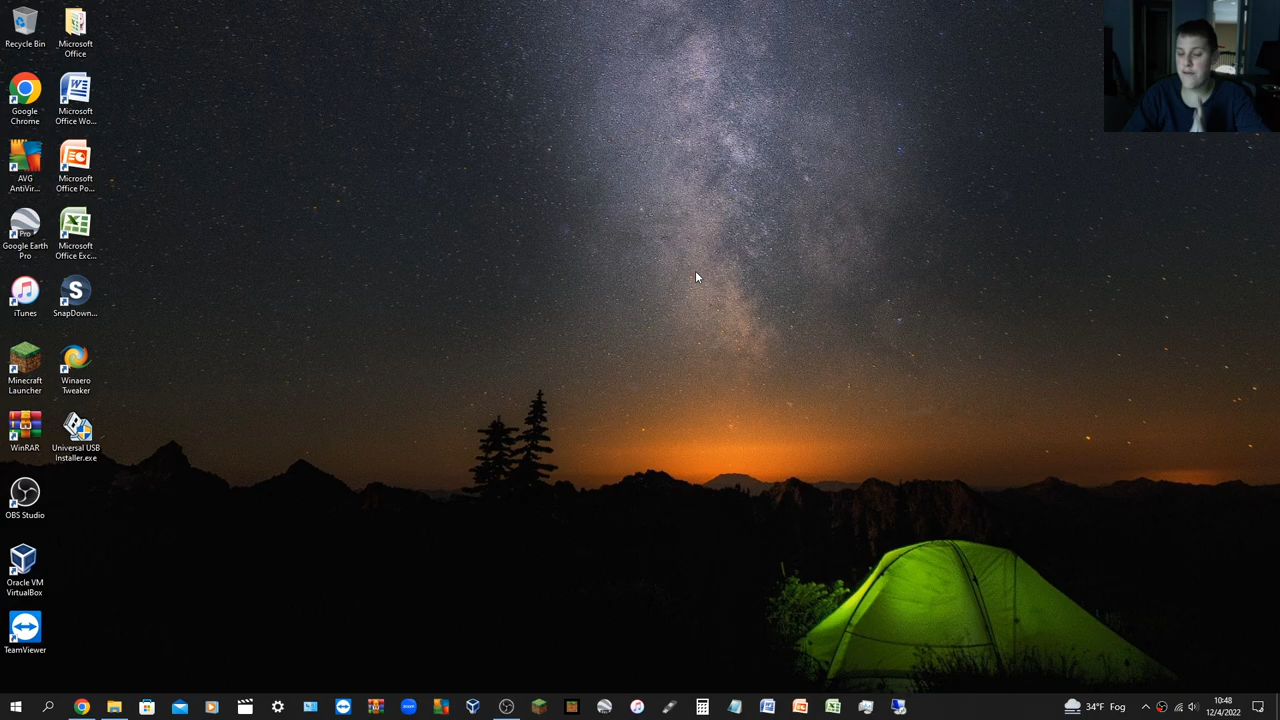 Recycle Bin
Microsoft
Office
Google
Chrome
Microsoft
Office Wo...
AVG
AntiVir...
Microsoft
Office Po...
Pro
Google Earth
Pro
Microsoft
Office Exc...
iTunes
S
SnapDown...
Minecraft
Launcher
Winaero
Tweaker
WinRAR
Universal USB
Installer.exe
OBS Studio
Oracle VM
VirtualBox
TeamViewer
zoom
34°F Fog
10:48
12/4/2022